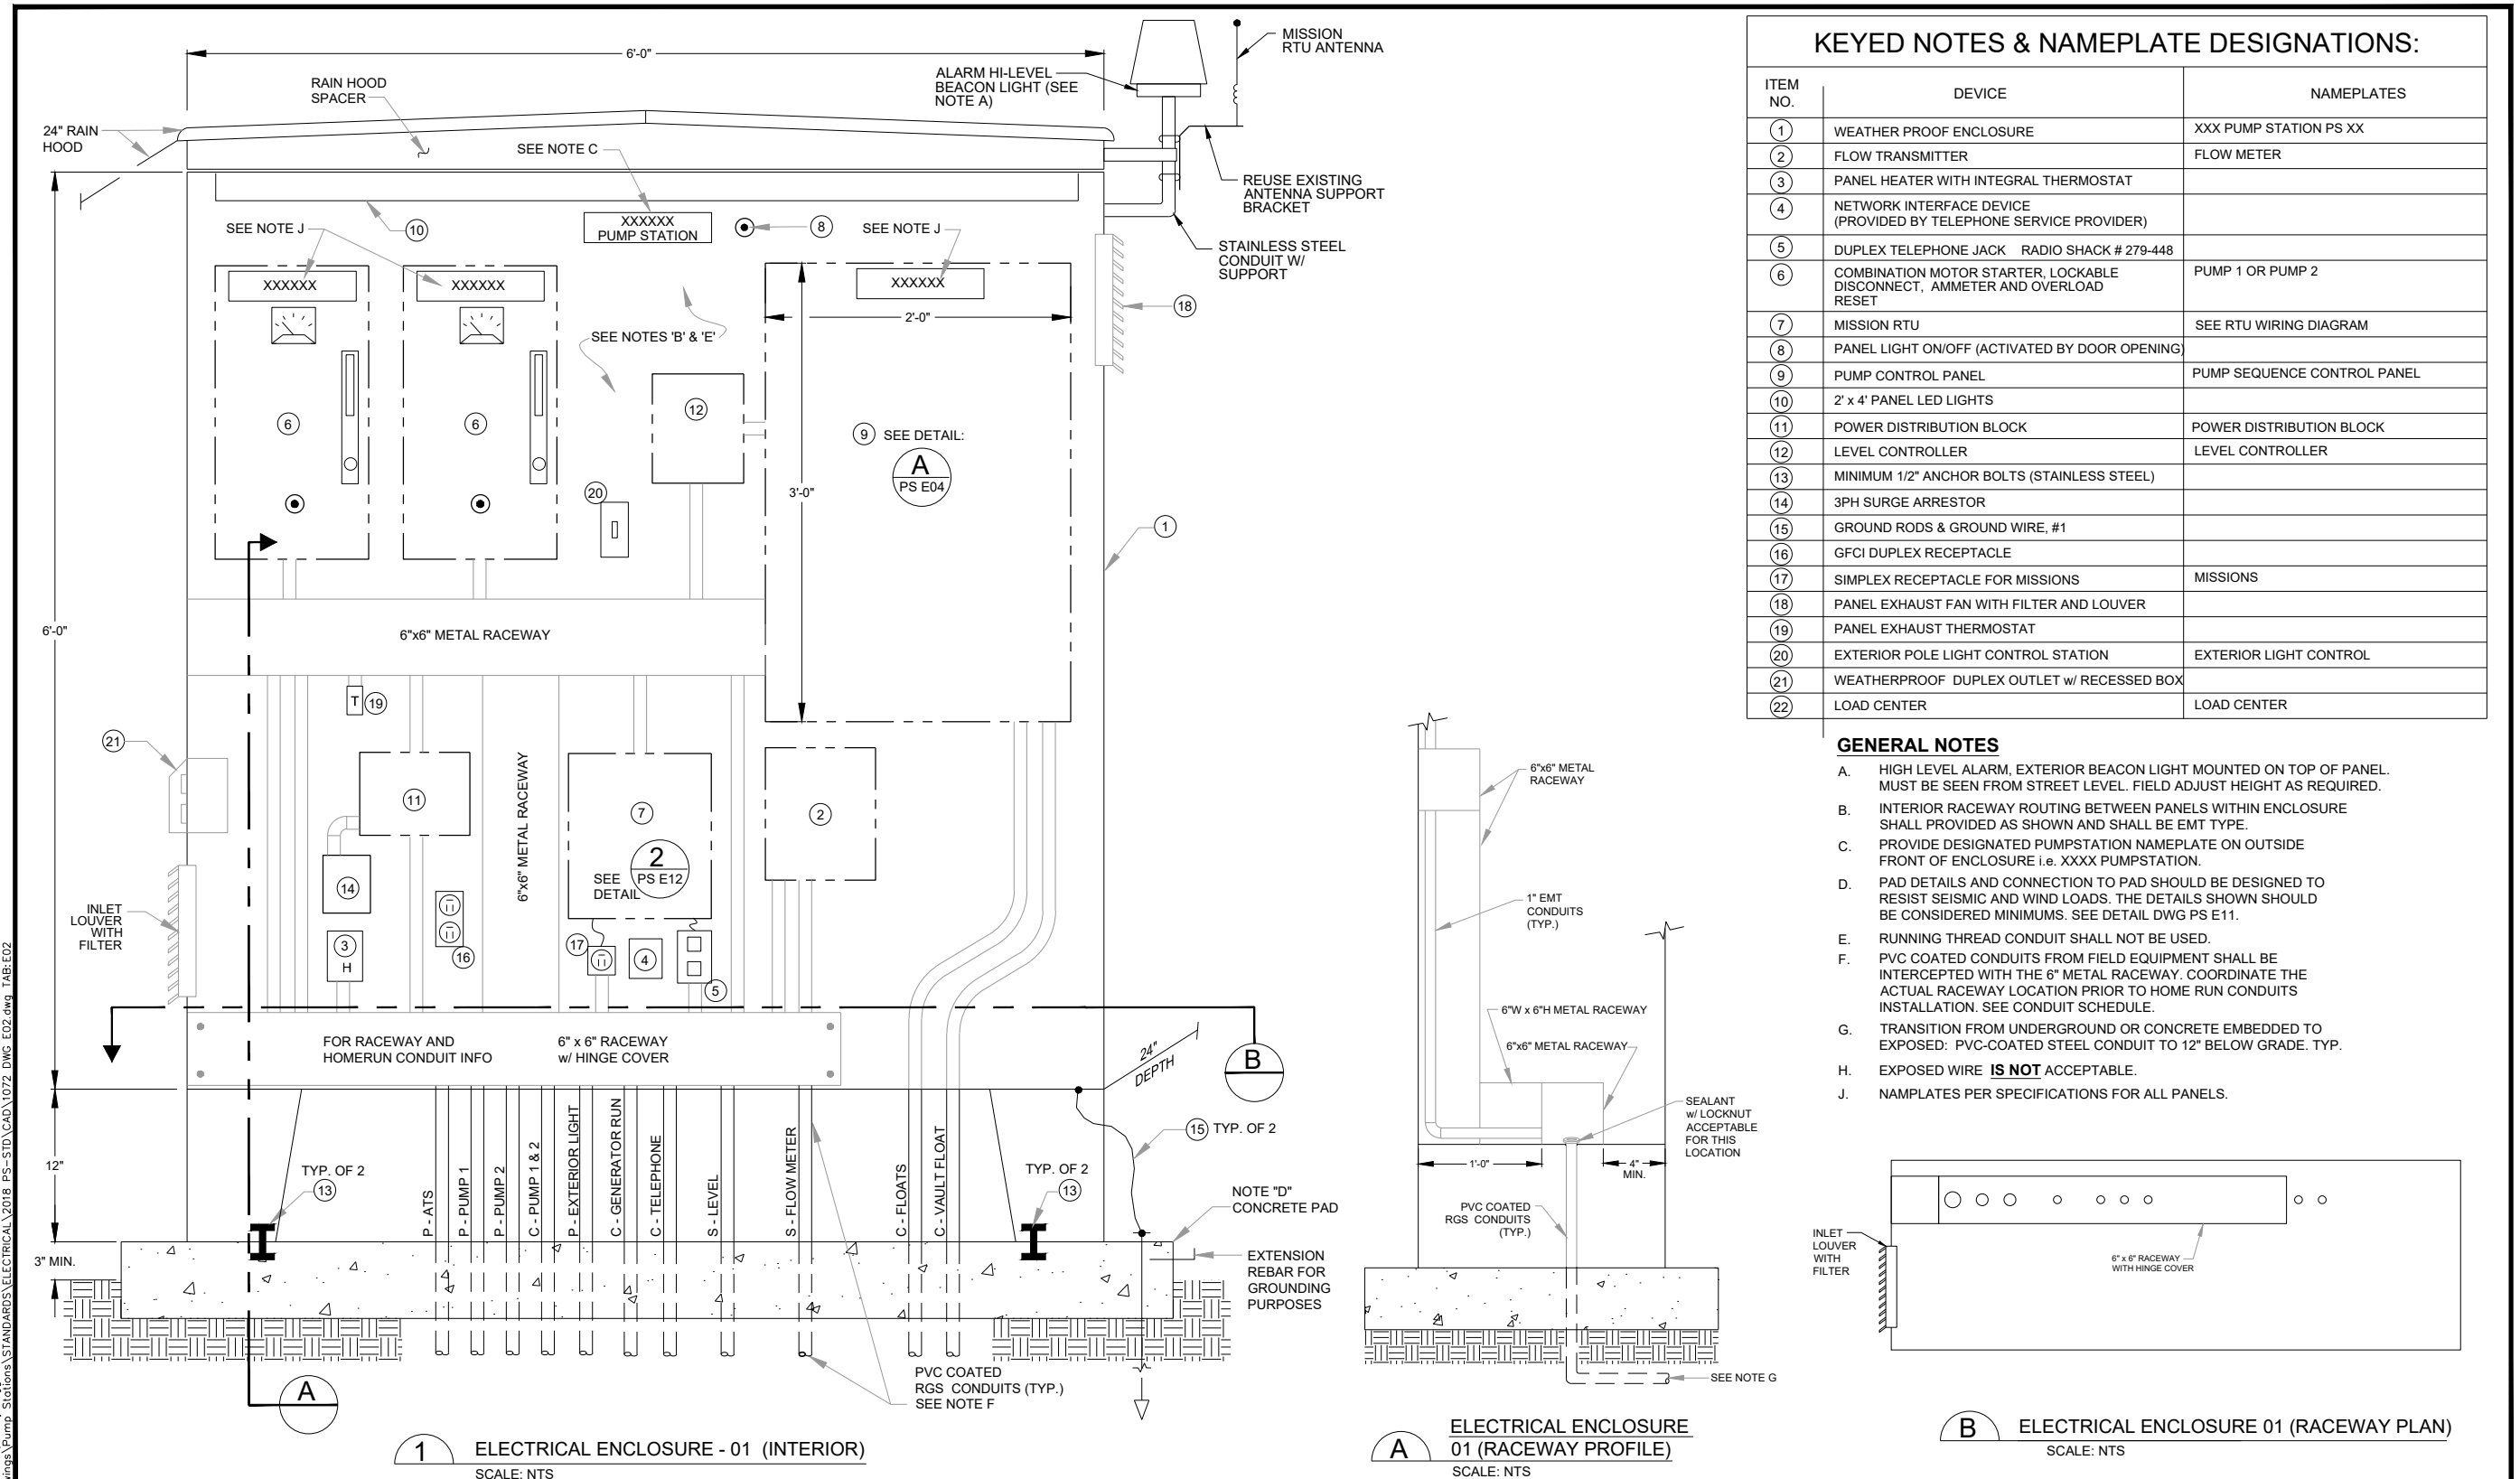 6'-0"
MISSION
RTU ANTENNA
ALARM HI-LEVEL
BEACON LIGHT (SEE
NOTE A)
RAIN HOOD
SPACER
24" RAIN
HOOD
SEE NOTE C
REUSE EXISTING
ANTENNA SUPPORT
BRACKET
XXXXXX
PUMP STATION
8
SEE NOTE J
10
SEE NOTE J
STAINLESS STEEL
CONDUIT W/
SUPPORT
XXXXXX
XXXXXX
XXXXXX
18
2'-0"
SEE NOTES 'B' & 'E'
12
6
6
9 SEE DETAIL:
A
PS E04
20
3'-0"
1
6'-0"
6"x6" METAL RACEWAY
T
19
21
11
6"x6" METAL RACEWAY
7
2
2
PS E12
SEE
DETAIL
14
INLET
LOUVER
WITH
FILTER
3
H
16
17
4
5
FOR RACEWAY AND
HOMERUN CONDUIT INFO
6" x 6" RACEWAY
w/ HINGE COVER
24"
DEPTH
B
12"
TYP. OF 2
13
P - ATS
P - PUMP 1
P - PUMP 2
C - PUMP 1 & 2
P - EXTERIOR LIGHT
C - GENERATOR RUN
C - TELEPHONE
S - LEVEL
S - FLOW METER
C - FLOATS
C - VAULT FLOAT
TYP. OF 2
13
15 TYP. OF 2
NOTE "D"
CONCRETE PAD
3" MIN.
EXTENSION
REBAR FOR
GROUNDING
PURPOSES
PVC COATED
RGS CONDUITS (TYP.)
SEE NOTE F
A
1
ELECTRICAL ENCLOSURE - 01 (INTERIOR)
SCALE: NTS
6"x6" METAL
RACEWAY
1" EMT
CONDUITS
(TYP.)
6"W x 6"H METAL RACEWAY
6"x6" METAL RACEWAY
SEALANT
w/ LOCKNUT
ACCEPTABLE
FOR THIS
LOCATION
1'-0"
4"
MIN.
PVC COATED
RGS CONDUITS
(TYP.)
SEE NOTE G
A
ELECTRICAL ENCLOSURE
01 (RACEWAY PROFILE)
SCALE: NTS
KEYED NOTES & NAMEPLATE DESIGNATIONS:
ITEM
NO.
DEVICE
NAMEPLATES
1 WEATHER PROOF ENCLOSURE XXX PUMP STATION PS XX
2 FLOW TRANSMITTER FLOW METER
3 PANEL HEATER WITH INTEGRAL THERMOSTAT
4 NETWORK INTERFACE DEVICE
(PROVIDED BY TELEPHONE SERVICE PROVIDER)
5 DUPLEX TELEPHONE JACK RADIO SHACK # 279-448
6 COMBINATION MOTOR STARTER, LOCKABLE PUMP 1 OR PUMP 2
DISCONNECT, AMMETER AND OVERLOAD
RESET
7 MISSION RTU SEE RTU WIRING DIAGRAM
8 PANEL LIGHT ON/OFF (ACTIVATED BY DOOR OPENING)
9 PUMP CONTROL PANEL PUMP SEQUENCE CONTROL PANEL
10 2' x 4' PANEL LED LIGHTS
11 POWER DISTRIBUTION BLOCK POWER DISTRIBUTION BLOCK
12 LEVEL CONTROLLER LEVEL CONTROLLER
13 MINIMUM 1/2" ANCHOR BOLTS (STAINLESS STEEL)
14 3PH SURGE ARRESTOR
15 GROUND RODS & GROUND WIRE, #1
16 GFCI DUPLEX RECEPTACLE
17 SIMPLEX RECEPTACLE FOR MISSIONS MISSIONS
18 PANEL EXHAUST FAN WITH FILTER AND LOUVER
19 PANEL EXHAUST THERMOSTAT
20 EXTERIOR POLE LIGHT CONTROL STATION EXTERIOR LIGHT CONTROL
21 WEATHERPROOF DUPLEX OUTLET w/ RECESSED BOX
22 LOAD CENTER LOAD CENTER
GENERAL NOTES
A. HIGH LEVEL ALARM, EXTERIOR BEACON LIGHT MOUNTED ON TOP OF PANEL.
MUST BE SEEN FROM STREET LEVEL. FIELD ADJUST HEIGHT AS REQUIRED.
B. INTERIOR RACEWAY ROUTING BETWEEN PANELS WITHIN ENCLOSURE
SHALL PROVIDED AS SHOWN AND SHALL BE EMT TYPE.
C. PROVIDE DESIGNATED PUMPSTATION NAMEPLATE ON OUTSIDE
FRONT OF ENCLOSURE i.e. XXXX PUMPSTATION.
D. PAD DETAILS AND CONNECTION TO PAD SHOULD BE DESIGNED TO
RESIST SEISMIC AND WIND LOADS. THE DETAILS SHOWN SHOULD
BE CONSIDERED MINIMUMS. SEE DETAIL DWG PS E11.
E. RUNNING THREAD CONDUIT SHALL NOT BE USED.
F. PVC COATED CONDUITS FROM FIELD EQUIPMENT SHALL BE
INTERCEPTED WITH THE 6" METAL RACEWAY. COORDINATE THE
ACTUAL RACEWAY LOCATION PRIOR TO HOME RUN CONDUITS
INSTALLATION. SEE CONDUIT SCHEDULE.
G. TRANSITION FROM UNDERGROUND OR CONCRETE EMBEDDED TO
EXPOSED: PVC-COATED STEEL CONDUIT TO 12" BELOW GRADE. TYP.
H. EXPOSED WIRE IS NOT ACCEPTABLE.
J. NAMPLATES PER SPECIFICATIONS FOR ALL PANELS.
INLET
LOUVER
WITH
FILTER
6" x 6" RACEWAY
WITH HINGE COVER
B
ELECTRICAL ENCLOSURE 01 (RACEWAY PLAN)
SCALE: NTS
wings\Pump Stations\STANDARDS\ELECTRICAL\2018 PS-STD\CAD\1072 DWG E02.dwg TAB:E02